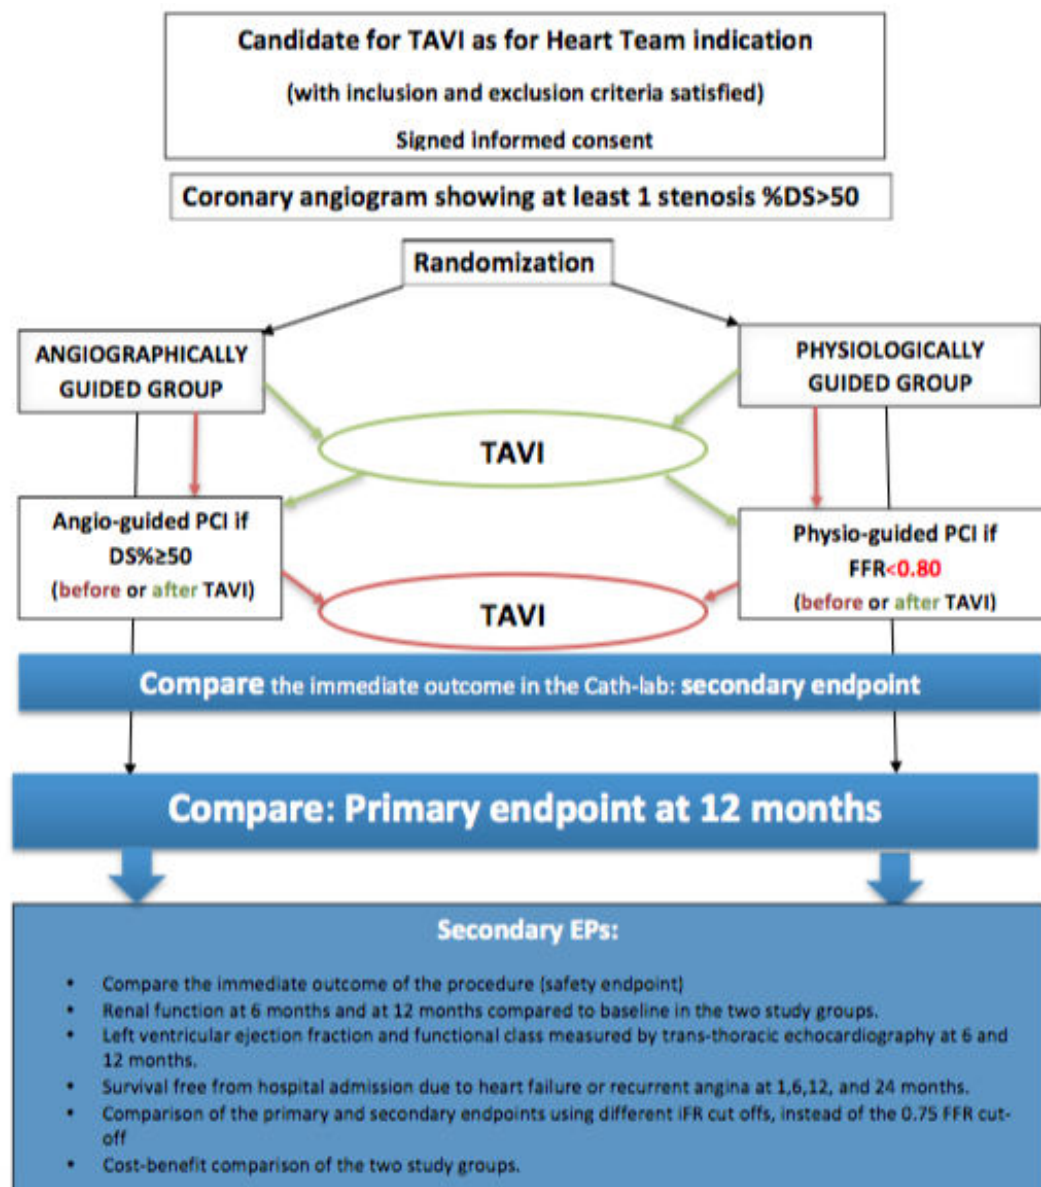 Candidate for TAVI as for Heart Team indication
(with inclusion and exclusion criteria satisfied)
Signed informed consent
Coronary angiogram showing at least 1 stenosis %DS>50
Randomization
ANGIOGRAPHICALLY
GUIDED GROUP
PHYSIOLOGICALLY
GUIDED GROUP
TAVI
Angio-guided PCI if
DS%≥50
(before or after TAVI)
Physio-guided PCI if
FFR<0.80
(before or after TAVI)
TAVI
Compare the immediate outcome in the Cath-lab: secondary endpoint
Compare: Primary endpoint at 12 months
Secondary EPs:
• Compare the immediate outcome of the procedure (safety endpoint)
• Renal function at 6 months and at 12 months compared to baseline in the two study groups.
• Left ventricular ejection fraction and functional class measured by trans-thoracic echocardiography at 6 and
12 months.
• Survival free from hospital admission due to heart failure or recurrent angina at 1,6,12, and 24 months.
• Comparison of the primary and secondary endpoints using different iFR cut offs, instead of the 0.75 FFR cut-
off
• Cost-benefit comparison of the two study groups.